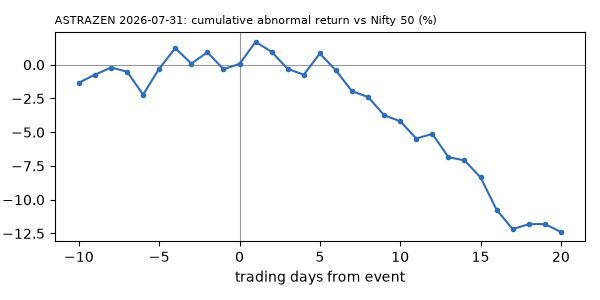 ASTRAZEN 2026-07-31: cumulative abnormal return vs Nifty 50 (%)
0.0
−2.5
−5.0
−7.5
−10.0
−12.5
−10 −5 0 5 10 15 20
trading days from event